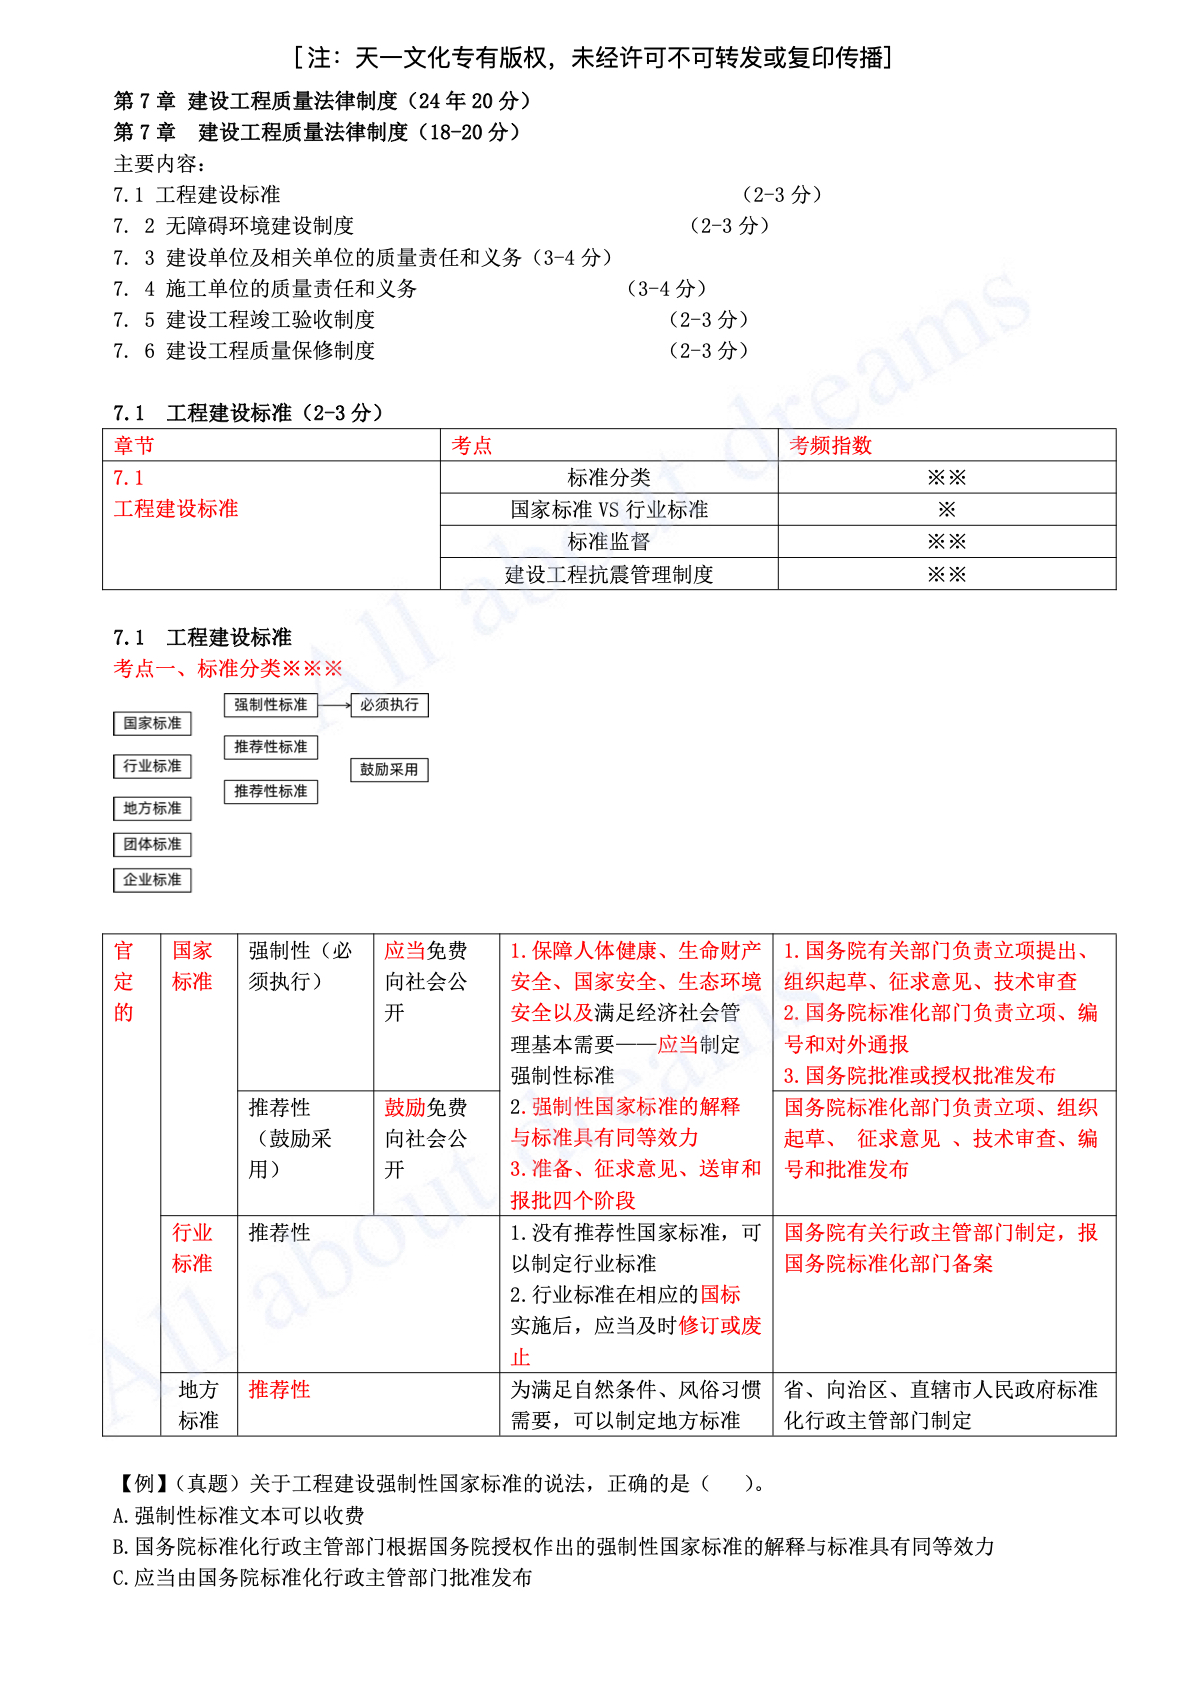 [注：天一文化专有版权，未经许可不可转发或复印传播]
第 7 章 建设工程质量法律制度（24 年 20 分）
第 7 章 建设工程质量法律制度（18-20 分）
主要内容：
7.1 工程建设标准 （2-3 分）
7. 2 无障碍环境建设制度 （2-3 分）
7. 3 建设单位及相关单位的质量责任和义务（3-4 分）
7. 4 施工单位的质量责任和义务 （3-4 分）
7. 5 建设工程竣工验收制度 （2-3 分）
7. 6 建设工程质量保修制度 （2-3 分）
7.1 工程建设标准（2-3 分）
章节 考点 考频指数
7.1 标准分类 ※※
工程建设标准 国家标准 VS 行业标准 ※
标准监督 ※※
建设工程抗震管理制度 ※※
7.1 工程建设标准
考点一、标准分类※※※
强制性标准 必须执行
国家标准
推荐性标准
行业标准 鼓励采用
推荐性标准
地方标准
团体标准
企业标准
官 国家 强制性（必 应当免费 1.保障人体健康、生命财产 1.国务院有关部门负责立项提出、
定 标准 须执行） 向社会公 安全、国家安全、生态环境 组织起草、征求意见、技术审查
的 开 安全以及满足经济社会管 2.国务院标准化部门负责立项、编
理基本需要——应当制定 号和对外通报
强制性标准 3.国务院批准或授权批准发布
推荐性 鼓励免费 2.强制性国家标准的解释 国务院标准化部门负责立项、组织
（鼓励采 向社会公 与标准具有同等效力 起草、 征求意见 、技术审查、编
用） 开 3.准备、征求意见、送审和 号和批准发布
报批四个阶段
行业 推荐性 1.没有推荐性国家标准，可 国务院有关行政主管部门制定，报
标准 以制定行业标准 国务院标准化部门备案
2.行业标准在相应的国标
实施后，应当及时修订或废
止
地方 推荐性 为满足自然条件、风俗习惯 省、向治区、直辖市人民政府标准
标准 需要，可以制定地方标准 化行政主管部门制定
【例】（真题）关于工程建设强制性国家标准的说法，正确的是（ ）。
A.强制性标准文本可以收费
B.国务院标准化行政主管部门根据国务院授权作出的强制性国家标准的解释与标准具有同等效力
C.应当由国务院标准化行政主管部门批准发布
All about dreams
All about dreams